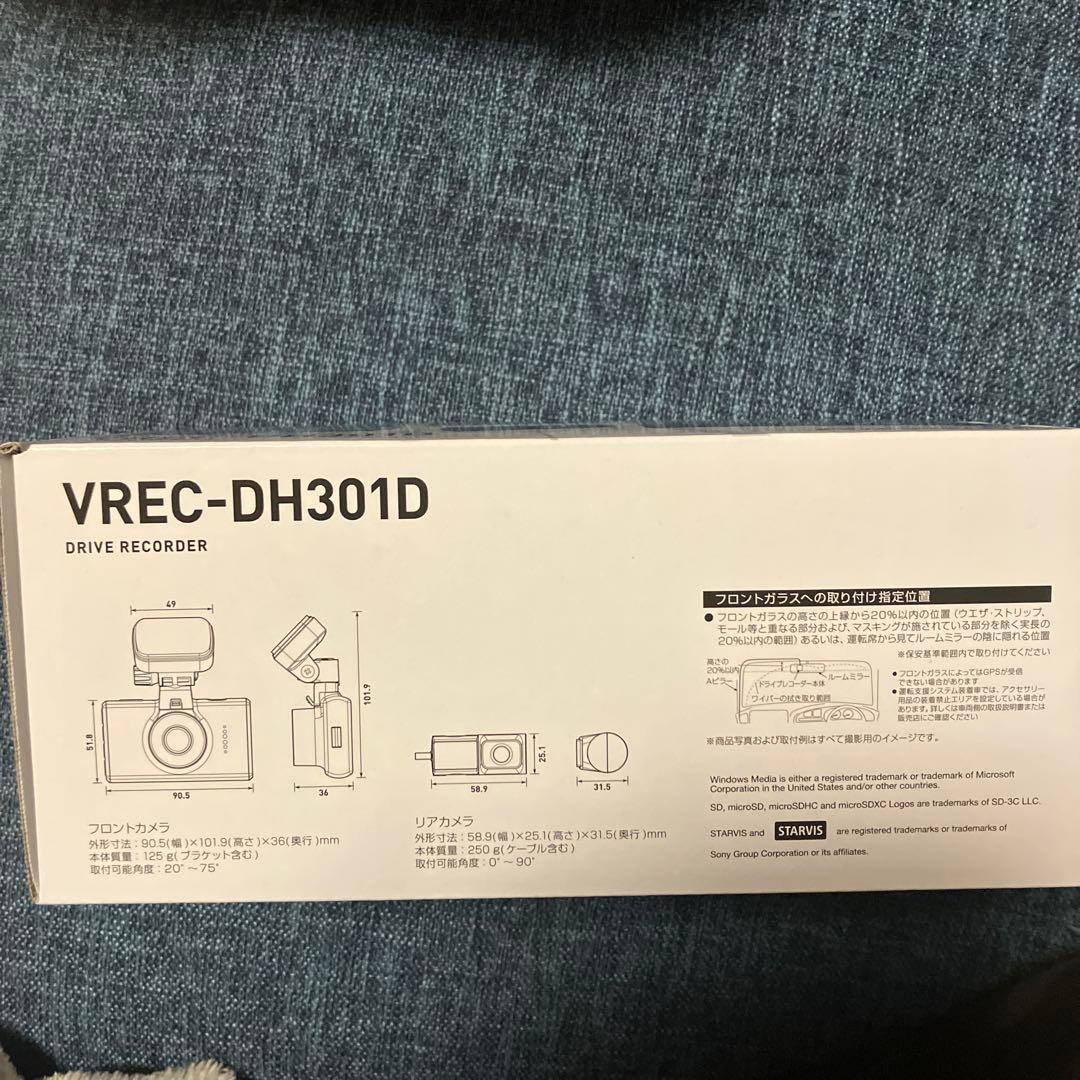 VREC-DH301D
DRIVE RECORDER
49
51.8
90.5
101.9
36
フロントカメラ
外形寸法：90.5(幅)×101.9(高さ)×36(奥行)mm
本体質量：125g(ブラケット含む)
取付可能角度：20°～75°
25.1
58.9
31.5
リアカメラ
外形寸法：58.9(幅)×25.1(高さ)×31.5(奥行)mm
本体質量：250g(ケーブル含む)
取付可能角度：0°～90°
フロントガラスへの取り付け指定位置
●フロントガラスの高さの上縁から20%以内の位置（ウエザ・ストリップ、
モール等と重なる部分および、マスキングが施されている部分を除く実長の
20%以内の範囲）あるいは、運転席から見てルームミラーの陰に隠れる位置
※保安基準範囲内で取り付けてください
高さの
20%以内
Aピラー
ルームミラー
ドライブレコーダー本体
ワイパーの拭き取り範囲
●フロントガラスによってはGPSが受信
できない場合があります
●運転支援システム装着車では、アクセサリー
用品の装着禁止エリアを設定している場合が
あります。詳しくは車両側の取扱説明書または
販売店にご確認ください
※商品写真および取付例はすべて撮影用のイメージです。
Windows Media is either a registered trademark or trademark of Microsoft
Corporation in the United States and/or other countries.
SD, microSD, microSDHC and microSDXC Logos are trademarks of SD-3C LLC.
STARVIS and STARVIS are registered trademarks or trademarks of
Sony Group Corporation or its affiliates.